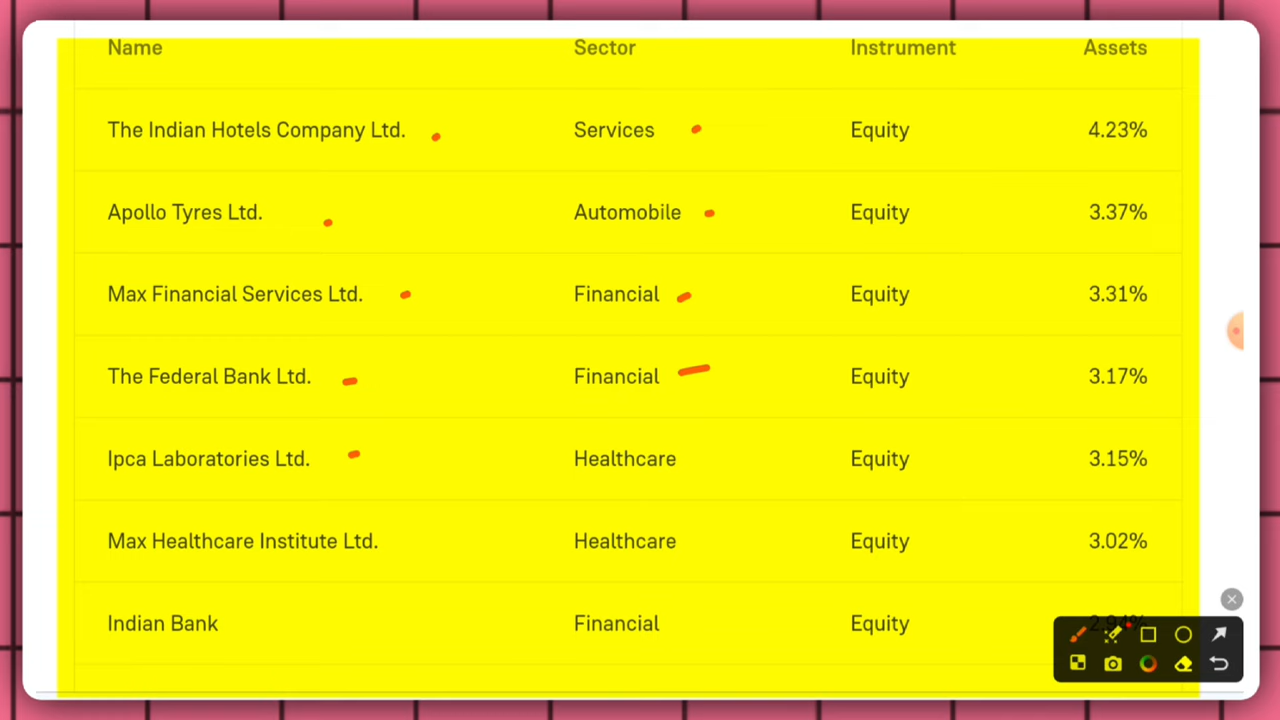 Name Sector Instrument Assets
The Indian Hotels Company Ltd. Services Equity 4.23%
Apollo Tyres Ltd. Automobile Equity 3.37%
Max Financial Services Ltd. Financial Equity 3.31%
The Federal Bank Ltd. Financial Equity 3.17%
Ipca Laboratories Ltd. Healthcare Equity 3.15%
Max Healthcare Institute Ltd. Healthcare Equity 3.02%
Indian Bank Financial Equity